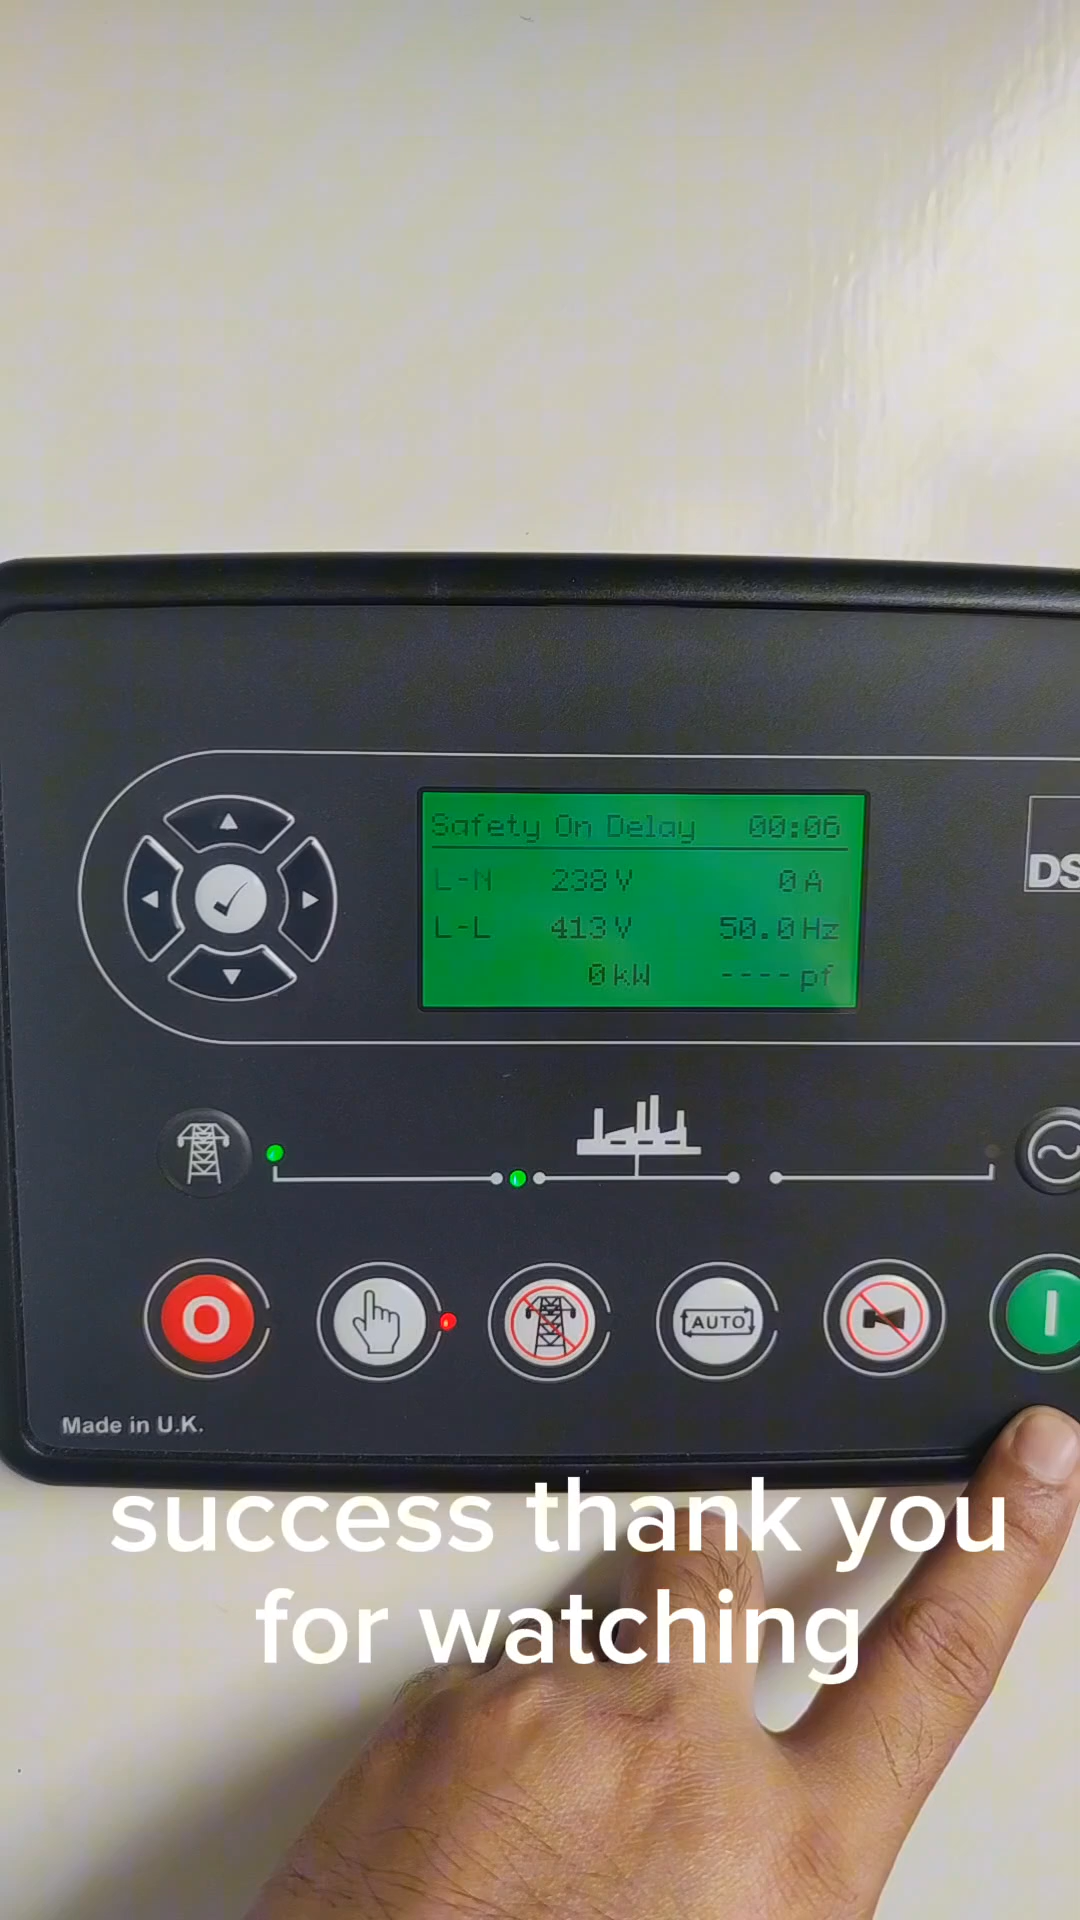 Safety On Delay 00:06
L-N 238 V 0 A
L-L 413 V 50.0 Hz
0 kW ---- pf
DS
O
AUTO
I
Made in U.K.
success thank you
for watching